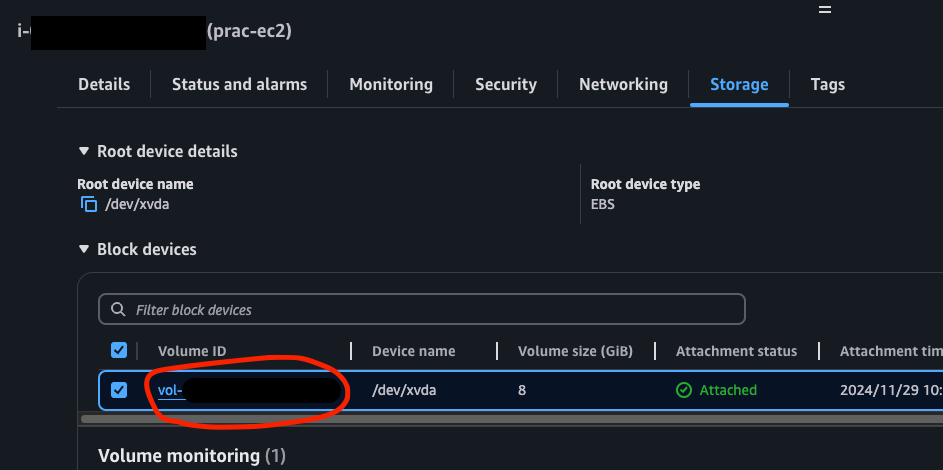 i- (prac-ec2)
Details Status and alarms Monitoring Security Networking Storage Tags
Root device details
Root device name Root device type
/dev/xvda EBS
Block devices
Filter block devices
Volume ID Device name Volume size (GiB) Attachment status Attachment tim
vol- /dev/xvda 8 Attached 2024/11/29 10:
Volume monitoring (1)